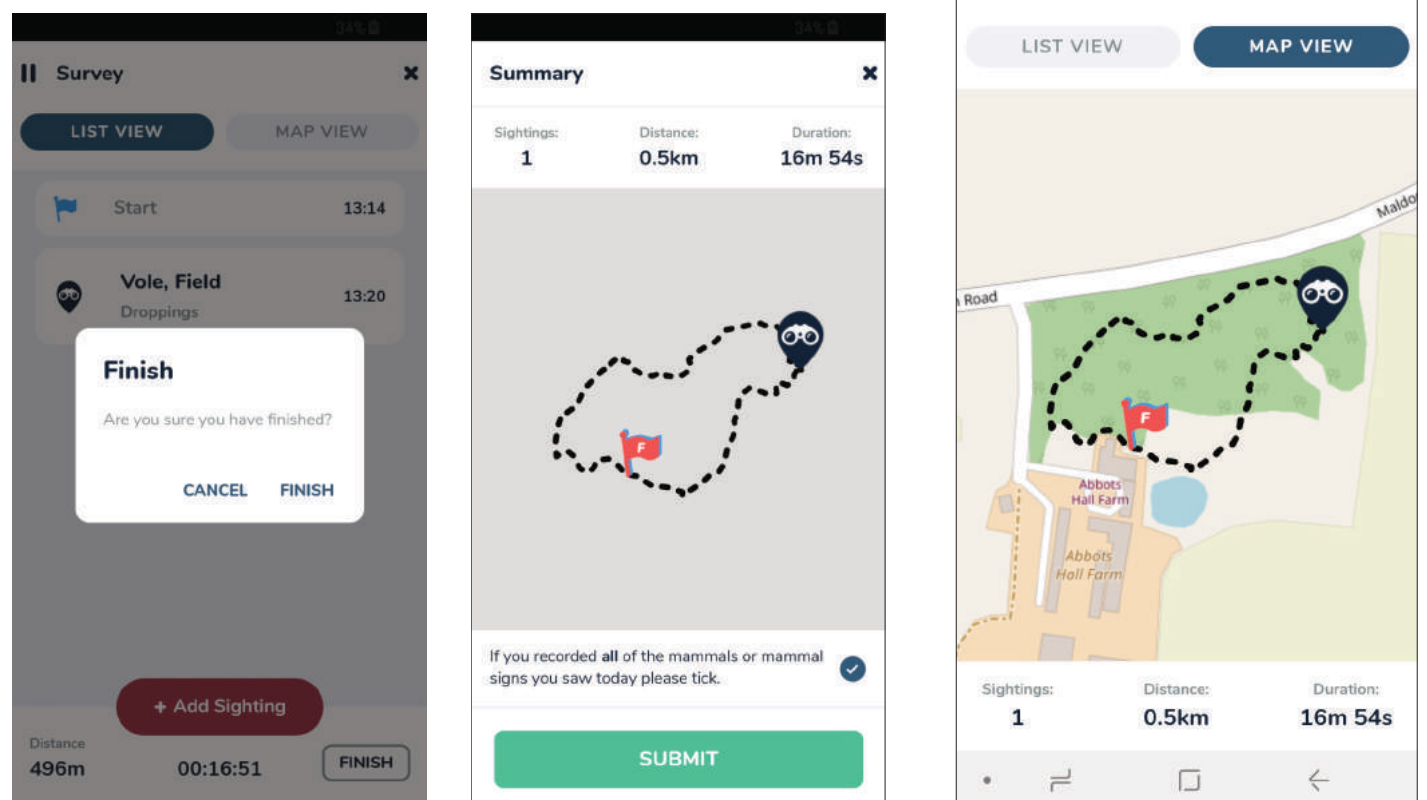 34%
Survey
LIST VIEW
MAP VIEW
Start
13:14
Vole, Field
Droppings
13:20
Finish
Are you sure you have finished?
CANCEL
FINISH
+ Add Sighting
Distance
496m
00:16:51
FINISH
34%
Summary
Sightings:
Distance:
Duration:
1
0.5km
16m 54s
F
If you recorded all of the mammals or mammal
signs you saw today please tick.
SUBMIT
LIST VIEW
MAP VIEW
Maldo
Road
F
Abbots
Hall Farm
Abbots
Hall Farm
Sightings:
Distance:
Duration:
1
0.5km
16m 54s